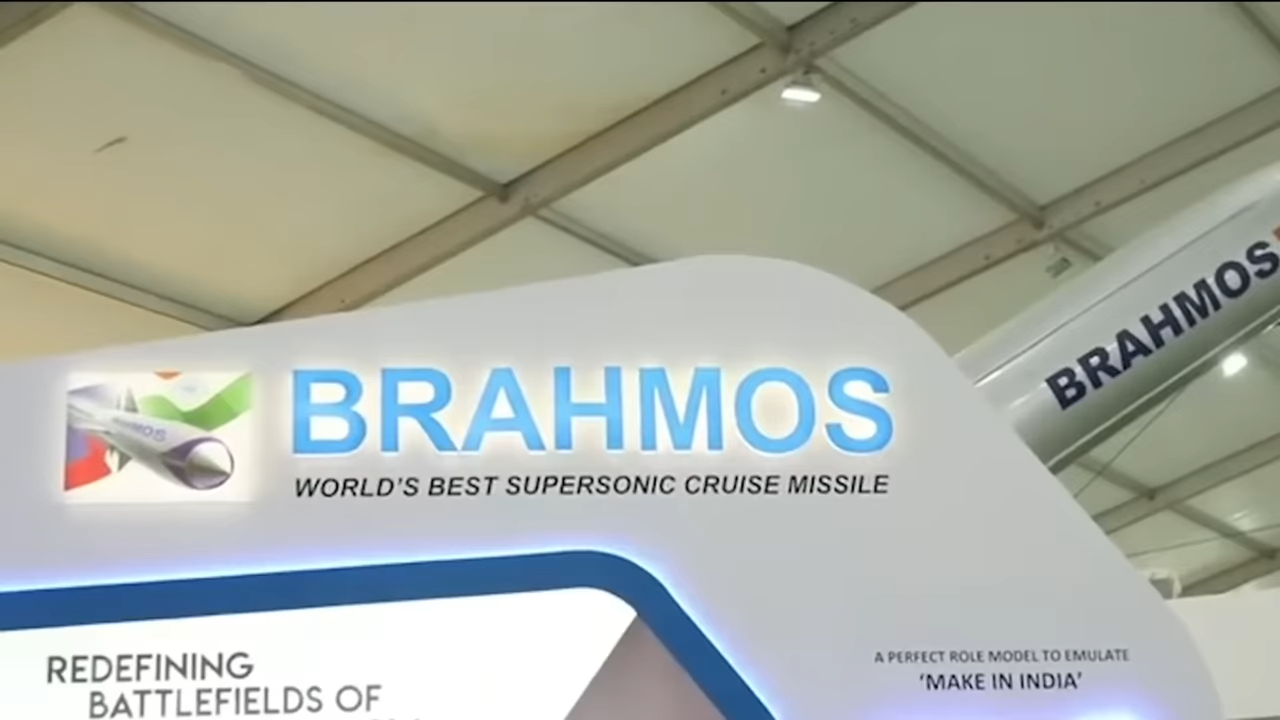 BRAHMOS
BRAHMOS
WORLD'S BEST SUPERSONIC CRUISE MISSILE
REDEFINING
BATTLEFIELDS OF
A PERFECT ROLE MODEL TO EMULATE
'MAKE IN INDIA'